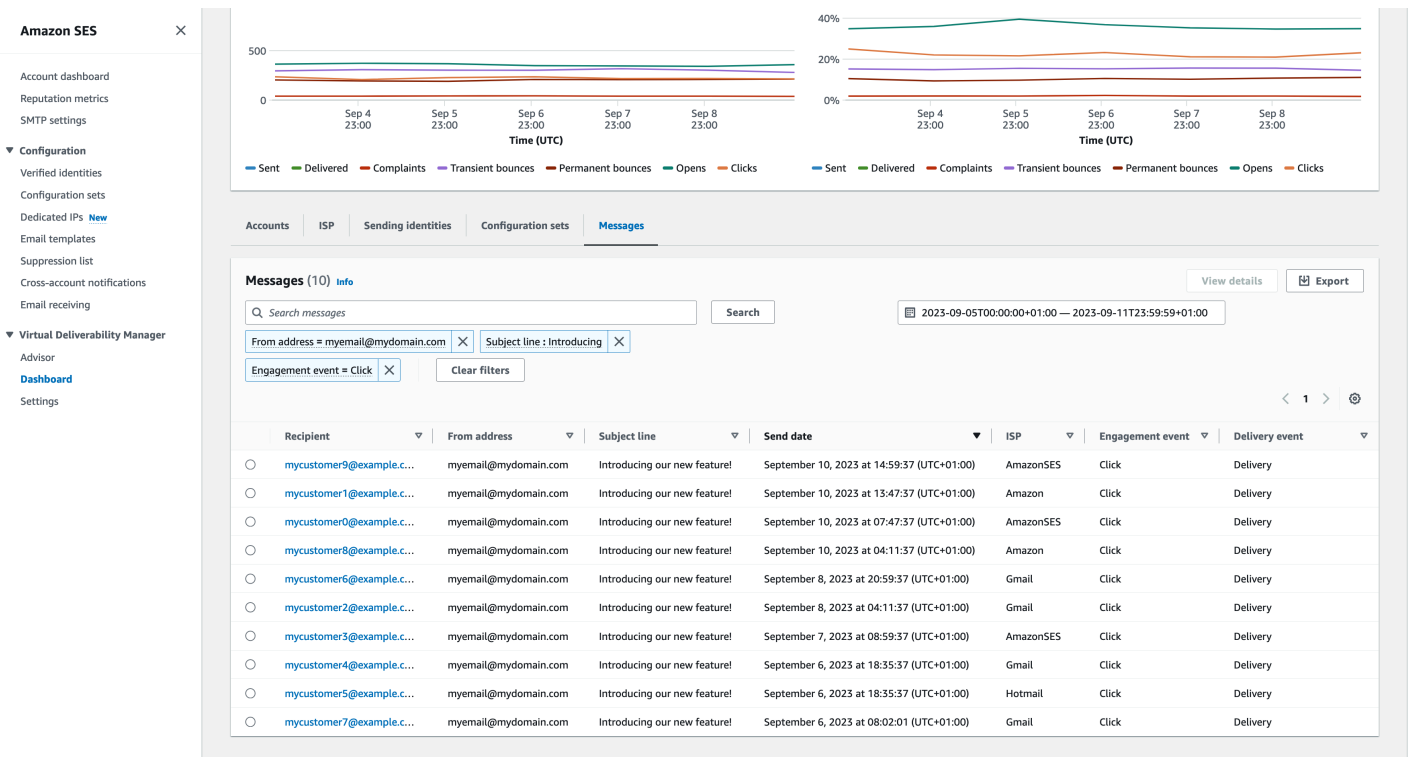 Amazon SES
Account dashboard
Reputation metrics
SMTP settings
Configuration
Verified identities
Configuration sets
Dedicated IPs New
Email templates
Suppression list
Cross-account notifications
Email receiving
Virtual Deliverability Manager
Advisor
Dashboard
Settings
500
0
Sep 4 Sep 5 Sep 6 Sep 7 Sep 8
23:00 23:00 23:00 23:00 23:00
Time (UTC)
Sent Delivered Complaints Transient bounces Permanent bounces Opens Clicks
40%
20%
0%
Sep 4 Sep 5 Sep 6 Sep 7 Sep 8
23:00 23:00 23:00 23:00 23:00
Time (UTC)
Sent Delivered Complaints Transient bounces Permanent bounces Opens Clicks
Accounts ISP Sending identities Configuration sets Messages
Messages (10) Info View details Export
Search messages Search 2023-09-05T00:00:00+01:00 — 2023-09-11T23:59:59+01:00
From address = myemail@mydomain.com Subject line : Introducing
Engagement event = Click Clear filters
1
Recipient From address Subject line Send date ISP Engagement event Delivery event
mycustomer9@example.c... myemail@mydomain.com Introducing our new feature! September 10, 2023 at 14:59:37 (UTC+01:00) AmazonSES Click Delivery
mycustomer1@example.c... myemail@mydomain.com Introducing our new feature! September 10, 2023 at 13:47:37 (UTC+01:00) Amazon Click Delivery
mycustomer0@example.c... myemail@mydomain.com Introducing our new feature! September 10, 2023 at 07:47:37 (UTC+01:00) AmazonSES Click Delivery
mycustomer8@example.c... myemail@mydomain.com Introducing our new feature! September 10, 2023 at 04:11:37 (UTC+01:00) Amazon Click Delivery
mycustomer6@example.c... myemail@mydomain.com Introducing our new feature! September 8, 2023 at 20:59:37 (UTC+01:00) Gmail Click Delivery
mycustomer2@example.c... myemail@mydomain.com Introducing our new feature! September 8, 2023 at 04:11:37 (UTC+01:00) Gmail Click Delivery
mycustomer3@example.c... myemail@mydomain.com Introducing our new feature! September 7, 2023 at 08:59:37 (UTC+01:00) AmazonSES Click Delivery
mycustomer4@example.c... myemail@mydomain.com Introducing our new feature! September 6, 2023 at 18:35:37 (UTC+01:00) Gmail Click Delivery
mycustomer5@example.c... myemail@mydomain.com Introducing our new feature! September 6, 2023 at 18:35:37 (UTC+01:00) Hotmail Click Delivery
mycustomer7@example.c... myemail@mydomain.com Introducing our new feature! September 6, 2023 at 08:02:01 (UTC+01:00) Gmail Click Delivery